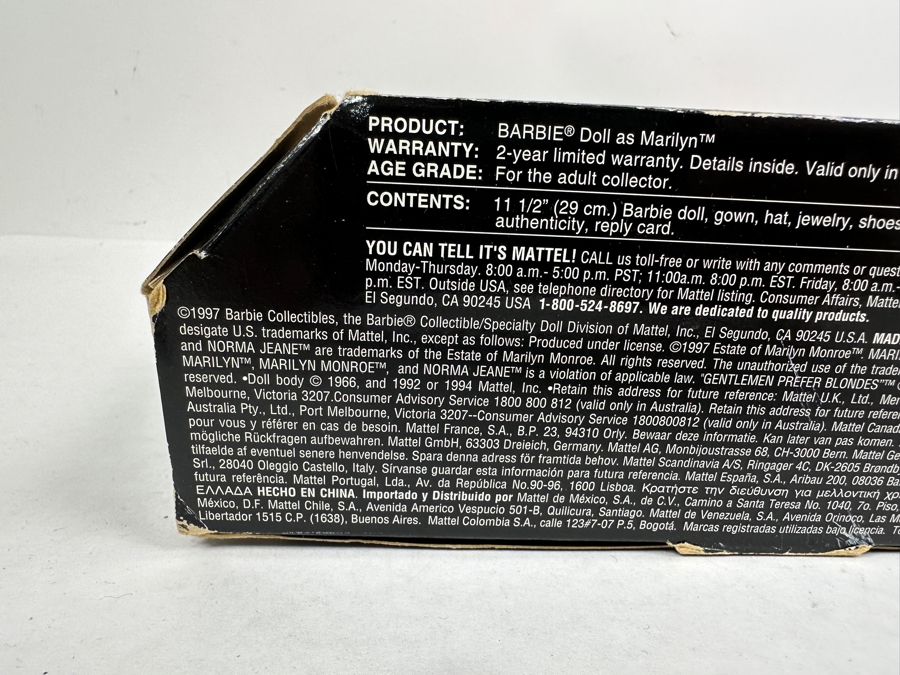 PRODUCT: BARBIE® Doll as Marilyn™
WARRANTY: 2-year limited warranty. Details inside. Valid only in
AGE GRADE: For the adult collector.
CONTENTS: 11 1/2" (29 cm.) Barbie doll, gown, hat, jewelry, shoes
authenticity, reply card.
YOU CAN TELL IT'S MATTEL! CALL us toll-free or write with any comments or quest
Monday-Thursday. 8:00 a.m.- 5:00 p.m. PST; 11:00a.m. 8:00 p.m. EST. Friday, 8:00 a.m.-
p.m. EST. Outside USA, see telephone directory for Mattel listing. Consumer Affairs, Matte
El Segundo, CA 90245 USA 1-800-524-8697. We are dedicated to quality products.
©1997 Barbie Collectibles, the Barbie® Collectible/Specialty Doll Division of Mattel, Inc., El Segundo, CA 90245 U.S.A. MAD
desigate U.S. trademarks of Mattel, Inc., except as follows: Produced under license. ©1997 Estate of Marilyn Monroe™, MARI
and NORMA JEANE™ are trademarks of the Estate of Marilyn Monroe. All rights reserved. The unauthorized use of the trade
MARILYN™, MARILYN MONROE™, and NORMA JEANE™ is a violation of applicable law. "GENTLEMEN PREFER BLONDES"™
reserved. •Doll body © 1966, and 1992 or 1994 Mattel, Inc. •Retain this address for future reference: Mattel U.K., Ltd., Mer
Melbourne, Victoria 3207.Consumer Advisory Service 1800 800 812 (valid only in Australia). Retain this address for future refere
Australia Pty., Ltd., Port Melbourne, Victoria 3207--Consumer Advisory Service 1800800812 (valid only in Australia). Mattel Canad
pour vous y référer en cas de besoin. Mattel France, S.A., B.P. 23, 94310 Orly. Bewaar deze informatie. Kan later van pas komen.
mögliche Rückfragen aufbewahren. Mattel GmbH, 63303 Dreieich, Germany. Mattel AG, Monbijoustrasse 68, CH-3000 Bern. Mattel Ge
tilfaelde af eventuel senere henvendelse. Spara denna adress för framtida behov. Mattel Scandinavia A/S, Ringager 4C, DK-2605 Brøndb
Srl., 28040 Oleggio Castello, Italy. Sírvanse guardar esta información para futura referencia. Mattel España, S.A., Aribau 200, 08036 Ba
futura referência. Mattel Portugal, Lda., Av. da República No.90-96, 1600 Lisboa. Κρατήστε την διεύθυνση για μελλοντική χρ
ΕΛΛΑΔΑ HECHO EN CHINA. Importado y Distribuido por Mattel de México, S.A., de C.V., Camino a Santa Teresa No. 1040, 7o. Piso,
México, D.F. Mattel Chile, S.A., Avenida Americo Vespucio 501-B, Quilicura, Santiago. Mattel de Venezuela, S.A., Avenida Orinoco, Las M
Libertador 1515 C.P. (1638), Buenos Aires. Mattel Colombia S.A., calle 123#7-07 P.5, Bogotá. Marcas registradas utilizadas bajo licencia. T